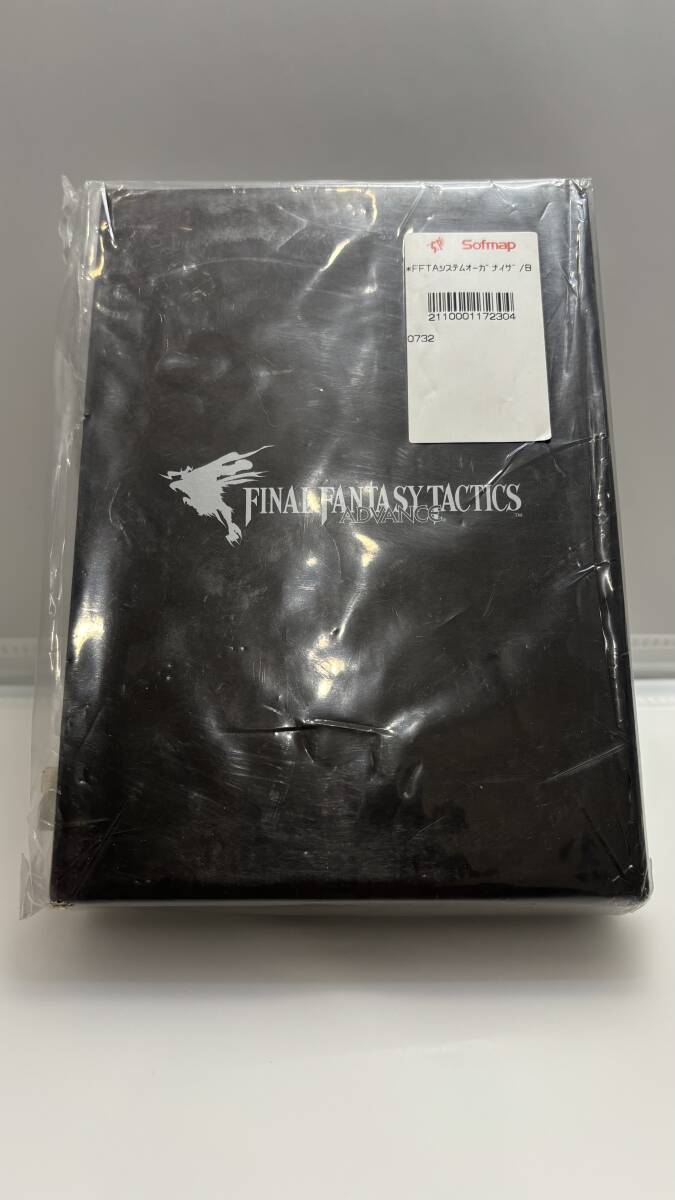 Sofmap
*FFTAシステムオーガナイザ/B
2110001172304
0732
FINAL FANTASY TACTICS
ADVANCE
TM